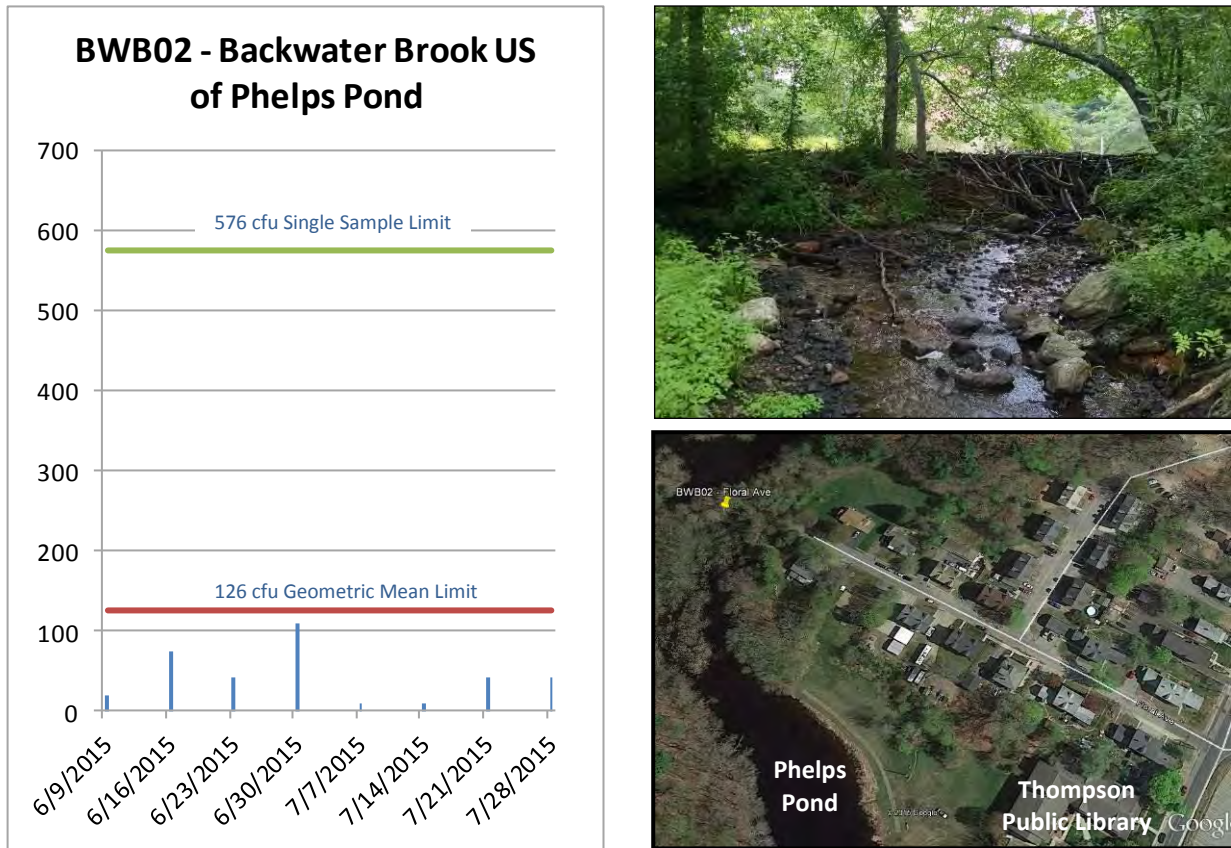 BWB02 - Backwater Brook US
of Phelps Pond
700
600
500
400
300
200
100
0
576 cfu Single Sample Limit
126 cfu Geometric Mean Limit
6/9/2015
6/16/2015
6/23/2015
6/30/2015
7/7/2015
7/14/2015
7/21/2015
7/28/2015
BWB02 - Floral Ave
Phelps
Pond
Thompson
Public Library
Google